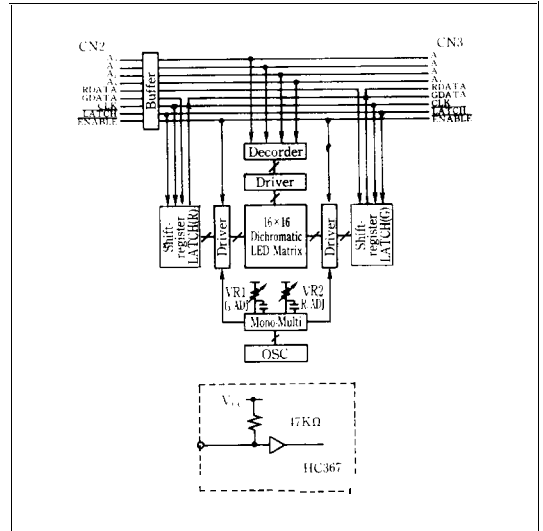 CN2
CN3
A
A
A
A
RDATA
GDATA
CLK
LATCH
ENABLE
Buffer
A
A
A
A
RDATA
GDATA
CLK
LATCH
ENABLE
Decorder
Driver
Shift-
register
LATCH(R)
Driver
16×16
Dichromatic
LED Matrix
Driver
Shift-
register
LATCH(G)
VR1
G ADJ
VR2
R ADJ
Mono-Multi
OSC
Vcc
47KΩ
HC367